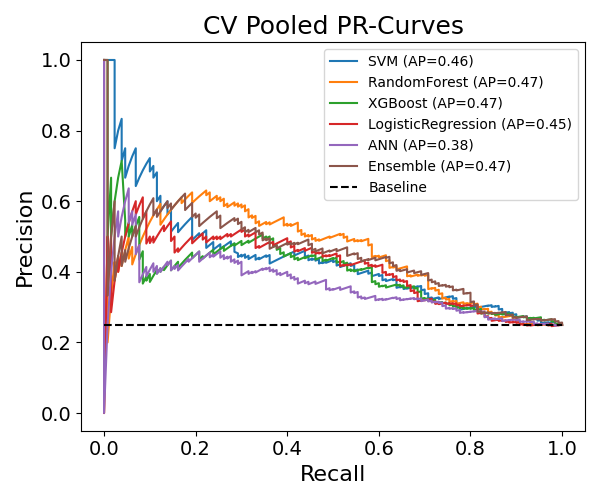 CV Pooled PR-Curves
SVM (AP=0.46)
RandomForest (AP=0.47)
XGBoost (AP=0.47)
LogisticRegression (AP=0.45)
ANN (AP=0.38)
Ensemble (AP=0.47)
Baseline
Precision
1.0
0.8
0.6
0.4
0.2
0.0
0.0 0.2 0.4 0.6 0.8 1.0
Recall